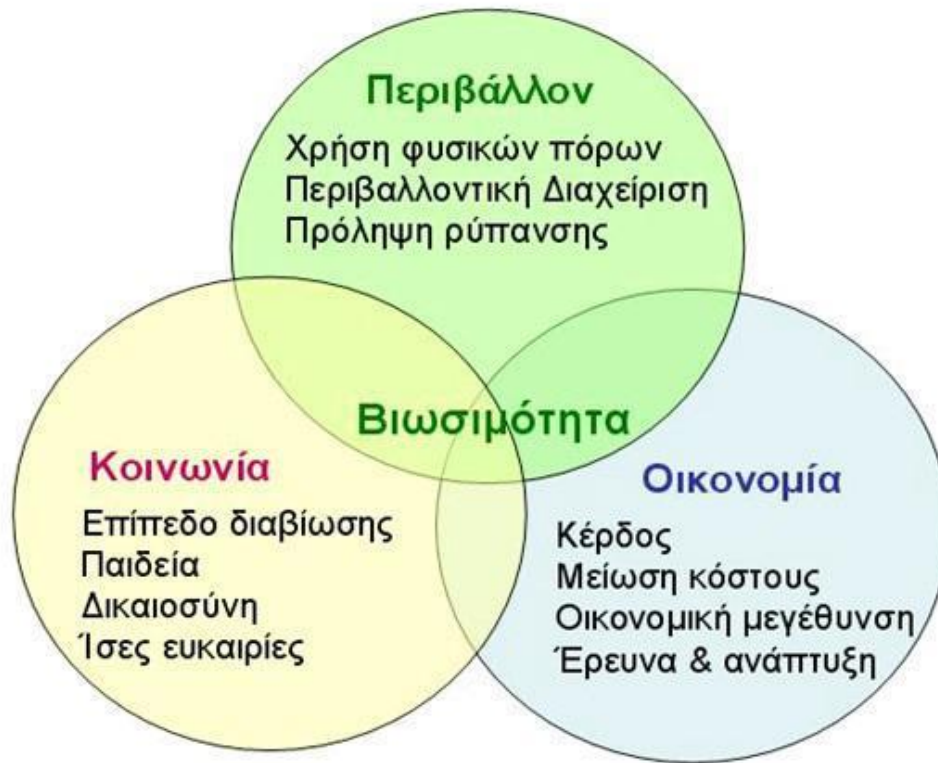 Περιβάλλον
Χρήση φυσικών πόρων
Περιβαλλοντική Διαχείριση
Πρόληψη ρύπανσης
Βιωσιμότητα
Κοινωνία
Επίπεδο διαβίωσης
Παιδεία
Δικαιοσύνη
Ίσες ευκαιρίες
Οικονομία
Κέρδος
Μείωση κόστους
Οικονομική μεγέθυνση
Έρευνα & ανάπτυξη